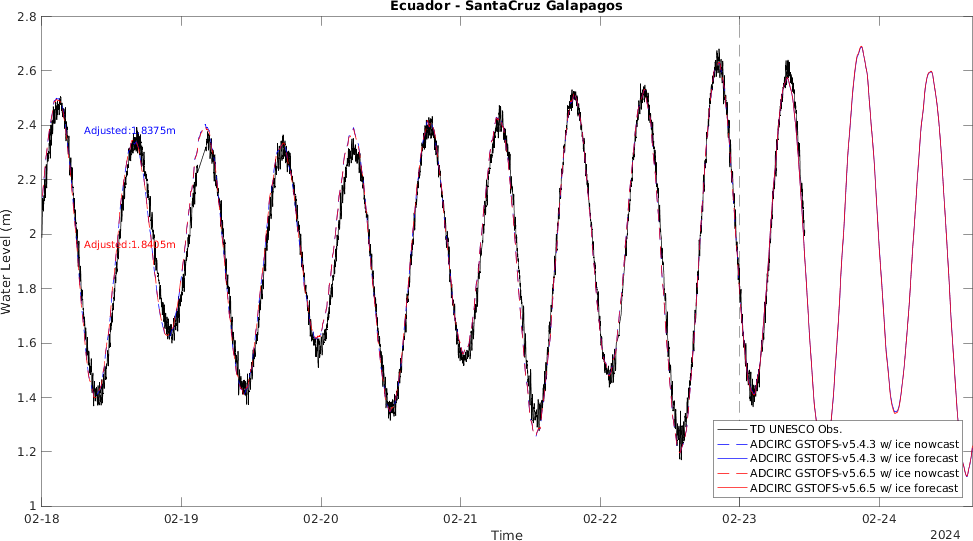 Ecuador - SantaCruz Galapagos
Water Level (m)
2.8
2.6
2.4
2.2
2
1.8
1.6
1.4
1.2
1
Adjusted:1.8375m
Adjusted:1.8405m
TD UNESCO Obs.
ADCIRC GSTOFS-v5.4.3 w/ ice nowcast
ADCIRC GSTOFS-v5.4.3 w/ ice forecast
ADCIRC GSTOFS-v5.6.5 w/ ice nowcast
ADCIRC GSTOFS-v5.6.5 w/ ice forecast
02-18 02-19 02-20 02-21 02-22 02-23 02-24
Time
2024